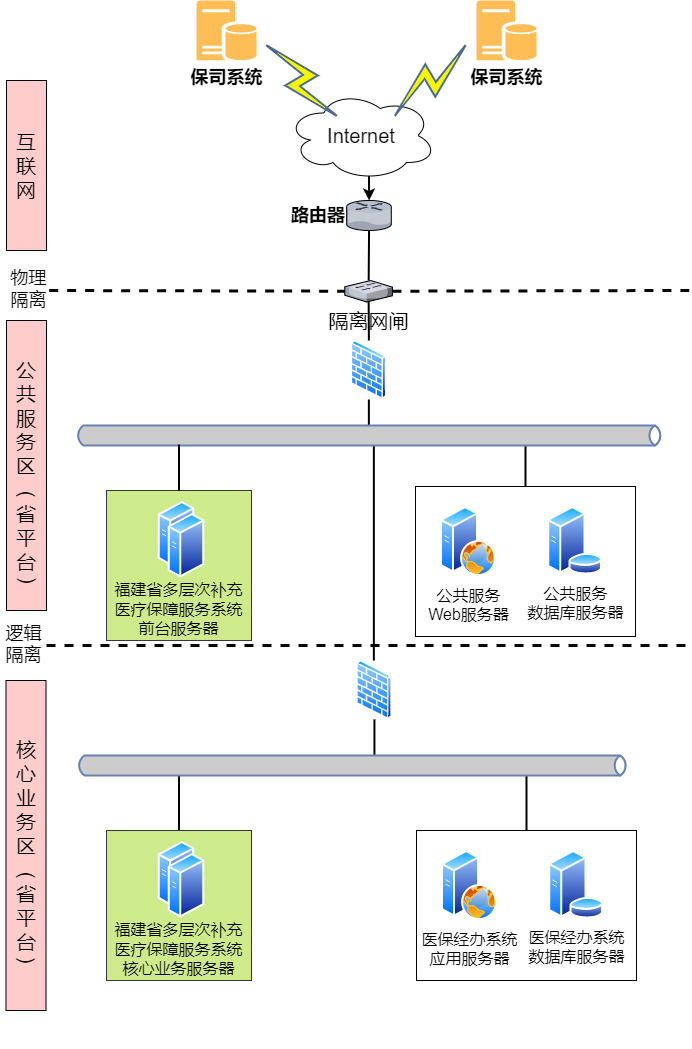 保司系统
保司系统
Internet
互联网
路由器
物理
隔离
隔离网闸
公共服务区(省平台)
福建省多层次补充
医疗保障服务系统
前台服务器
公共服务
Web服务器
公共服务
数据库服务器
逻辑
隔离
核心业务区(省平台)
福建省多层次补充
医疗保障服务系统
核心业务服务器
医保经办系统
应用服务器
医保经办系统
数据库服务器